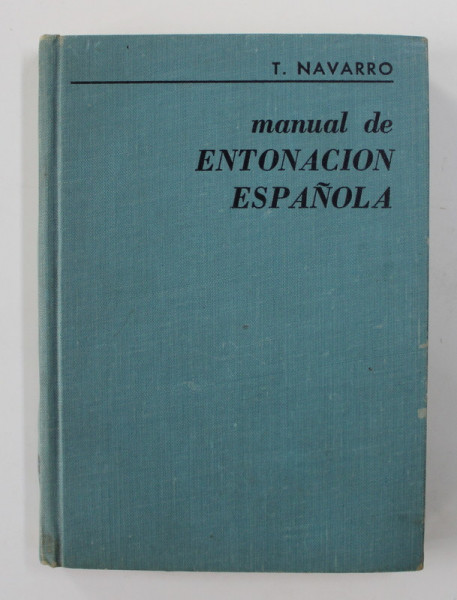 T. NAVARRO
manual de
ENTONACION
ESPAÑOLA